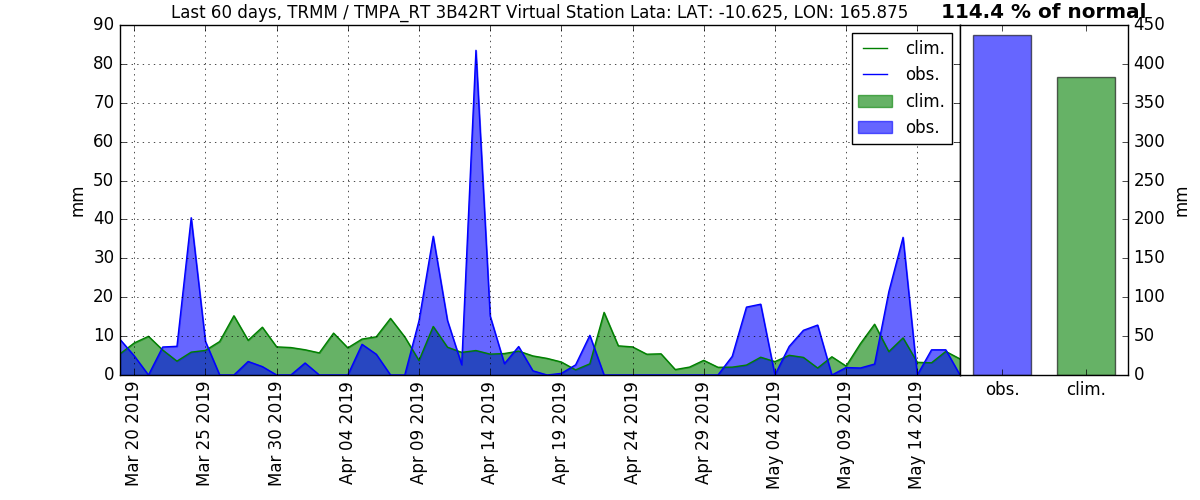 Last 60 days, TRMM / TMPA_RT 3B42RT Virtual Station Lata: LAT: -10.625, LON: 165.875
114.4 % of normal
90
80
70
60
50
40
30
20
10
0
mm
clim.
obs.
clim.
obs.
450
400
350
300
250
200
150
100
50
0
mm
Mar 20 2019
Mar 25 2019
Mar 30 2019
Apr 04 2019
Apr 09 2019
Apr 14 2019
Apr 19 2019
Apr 24 2019
Apr 29 2019
May 04 2019
May 09 2019
May 14 2019
obs.
clim.